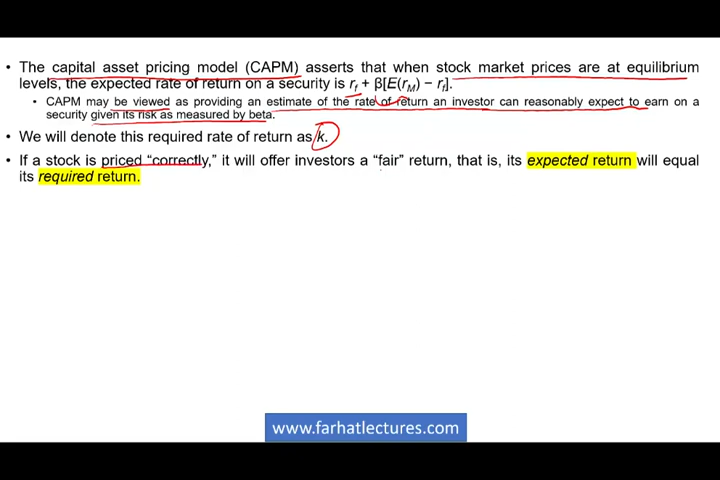 • The capital asset pricing model (CAPM) asserts that when stock market prices are at equilibrium
levels, the expected rate of return on a security is rf + β[E(rM) − rf].
• CAPM may be viewed as providing an estimate of the rate of return an investor can reasonably expect to earn on a
security given its risk as measured by beta.
• We will denote this required rate of return as k.
• If a stock is priced “correctly,” it will offer investors a “fair” return, that is, its expected return will equal
its required return.
www.farhatlectures.com